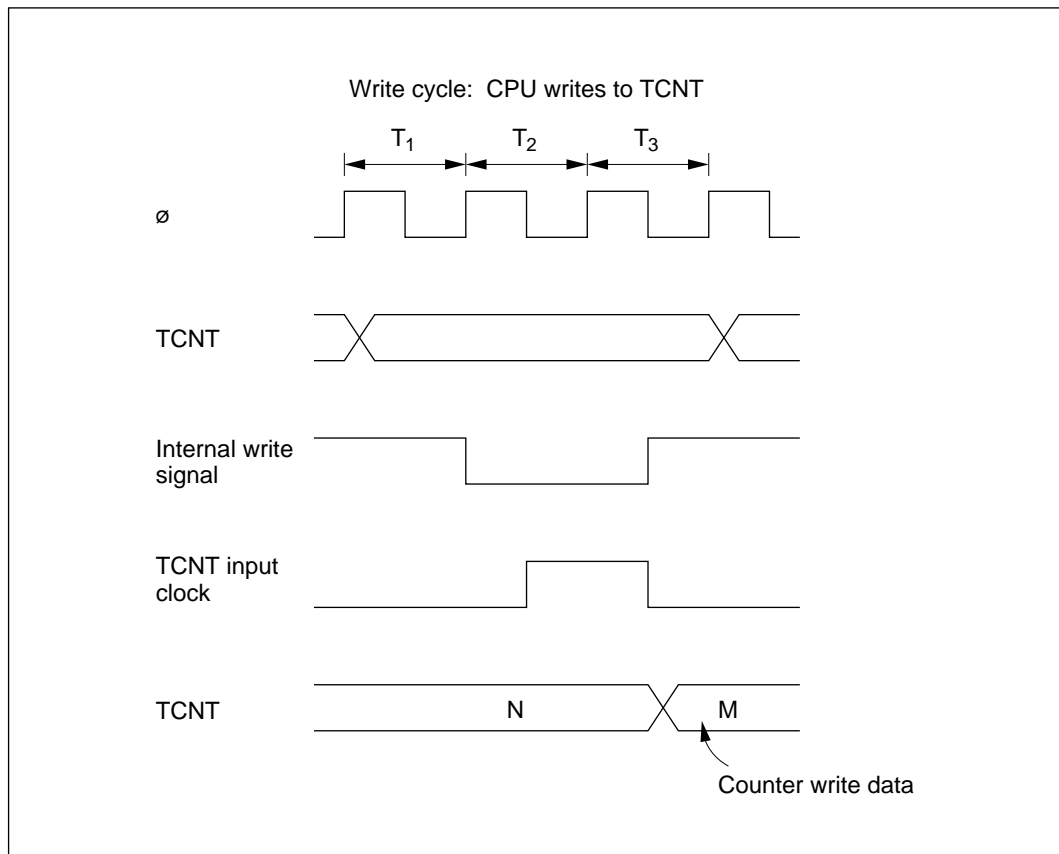 Write cycle:  CPU writes to TCNT
T1 T2 T3
ø
TCNT
Internal write
signal
TCNT input
clock
TCNT N M
Counter write data